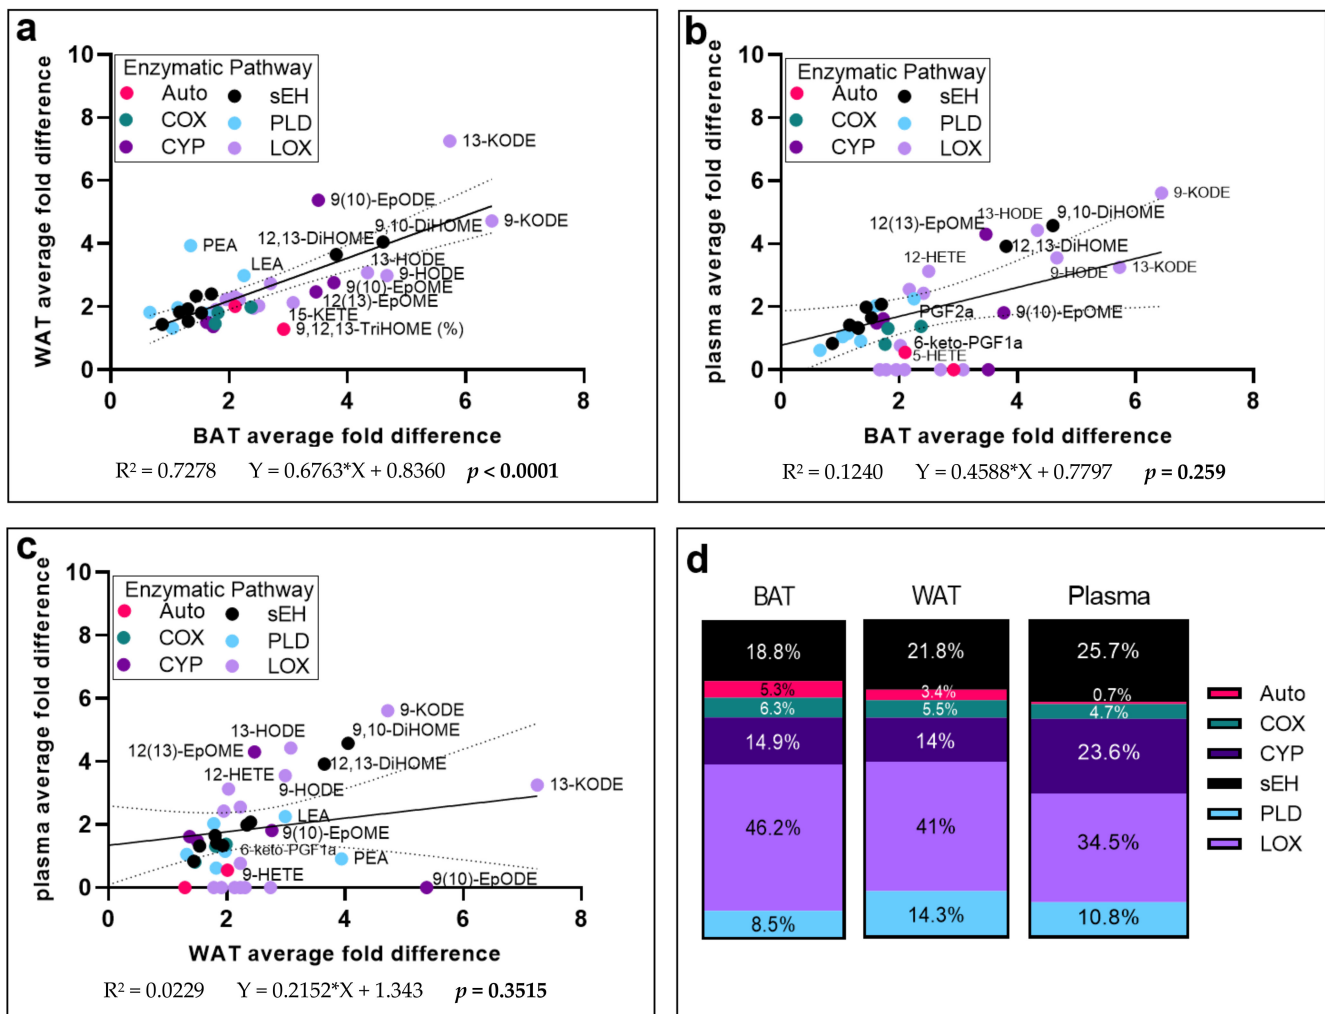 a
10
8
6
4
2
0
WAT average fold difference
Enzymatic Pathway
Auto sEH
COX PLD
CYP LOX
13-KODE
9(10)-EpODE
9,10-DiHOME
9-KODE
12,13-DiHOME
PEA
LEA
13-HODE
9-HODE
9(10)-EpOME
12(13)-EpOME
15-KETE
9,12,13-TriHOME (%)
0 2 4 6 8
BAT average fold difference
R² = 0.7278 Y = 0.6763*X + 0.8360 p < 0.0001
b
10
8
6
4
2
0
plasma average fold difference
Enzymatic Pathway
Auto sEH
COX PLD
CYP LOX
9-KODE
13-HODE
9,10-DiHOME
12(13)-EpOME
12,13-DiHOME
12-HETE
9-HODE
13-KODE
PGF2a
9(10)-EpOME
6-keto-PGF1a
5-HETE
0 2 4 6 8
BAT average fold difference
R² = 0.1240 Y = 0.4588*X + 0.7797 p = 0.259
c
10
8
6
4
2
0
plasma average fold difference
Enzymatic Pathway
Auto sEH
COX PLD
CYP LOX
9-KODE
13-HODE
9,10-DiHOME
12(13)-EpOME
12,13-DiHOME
12-HETE
9-HODE
13-KODE
LEA
9(10)-EpOME
6-keto-PGF1a
PEA
9-HETE
9(10)-EpODE
0 2 4 6 8
WAT average fold difference
R² = 0.0229 Y = 0.2152*X + 1.343 p = 0.3515
d
BAT WAT Plasma
18.8% 21.8% 25.7%
5.3% 3.4% 0.7%
6.3% 5.5% 4.7%
14.9% 14% 23.6%
46.2% 41% 34.5%
8.5% 14.3% 10.8%
Auto
COX
CYP
sEH
PLD
LOX